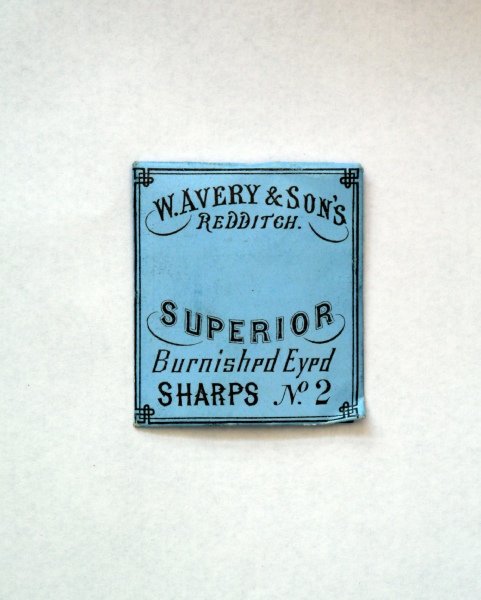 W. AVERY & SON'S
REDDITCH.
SUPERIOR
Burnished Eyed
SHARPS No. 2